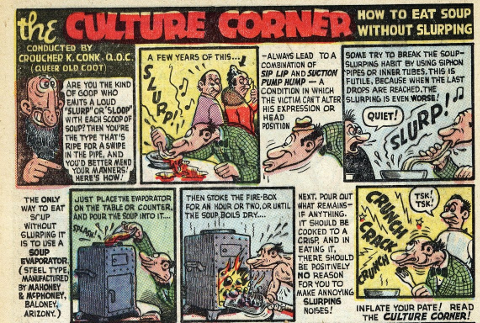 the CULTURE CORNER
HOW TO EAT SOUP
WITHOUT SLURPING
CONDUCTED BY
CROUCHER K. CONK, Q.O.C.
(QUEER OLD COOT)
ARE YOU THE KIND
OF GOOP WHO
EMITS A LOUD
"SLURP" OR "SLOOP"
WITH EACH SCOOP OF
SOUP? THEN YOU'RE
THE TYPE THAT'S
RIPE FOR A SWIPE
IN THE PIPE, AND
YOU'D BETTER MEND
YOUR MANNERS!
HERE'S HOW!
A FEW YEARS OF THIS...
SLURP!
—ALWAYS LEAD TO A
COMBINATION OF
SIP LIP AND SUCTION
PUMP HUMP — A
CONDITION IN WHICH
THE VICTIM CAN'T ALTER
HIS EXPRESSION OR
HEAD
POSITION
SOME TRY TO BREAK THE SOUP-
SLURPING HABIT BY USING SIPHON
PIPES OR INNER TUBES. THIS IS
FUTILE, BECAUSE WHEN THE LAST
DROPS ARE REACHED, THE
SLURPING IS EVEN WORSE!
QUIET!
SLURP!
THE ONLY
WAY TO EAT
SOUP
WITHOUT
SLURPING IT
IS TO USE A
SOUP
EVAPORATOR.
(STEEL TYPE,
MANUFACTURED
BY MAHONEY
& McPHONEY,
BALONEY,
ARIZONY.)
JUST PLACE THE EVAPORATOR
ON THE TABLE OR COUNTER,
AND POUR THE SOUP INTO IT...
SPLASH!
THEN STOKE THE FIRE-BOX
FOR AN HOUR OR TWO, OR UNTIL
THE SOUP BOILS DRY....
NEXT, POUR OUT
WHAT REMAINS—
IF ANYTHING.
IT SHOULD BE
COOKED TO A
CRISP, AND IN
EATING IT,
THERE SHOULD
BE POSITIVELY
NO REASON
FOR YOU TO
MAKE ANNOYING
SLURPING
NOISES!
CRUNCH
CRACK
BRUNCH
TSK!
TSK!
INFLATE YOUR PATE! READ
THE CULTURE CORNER!